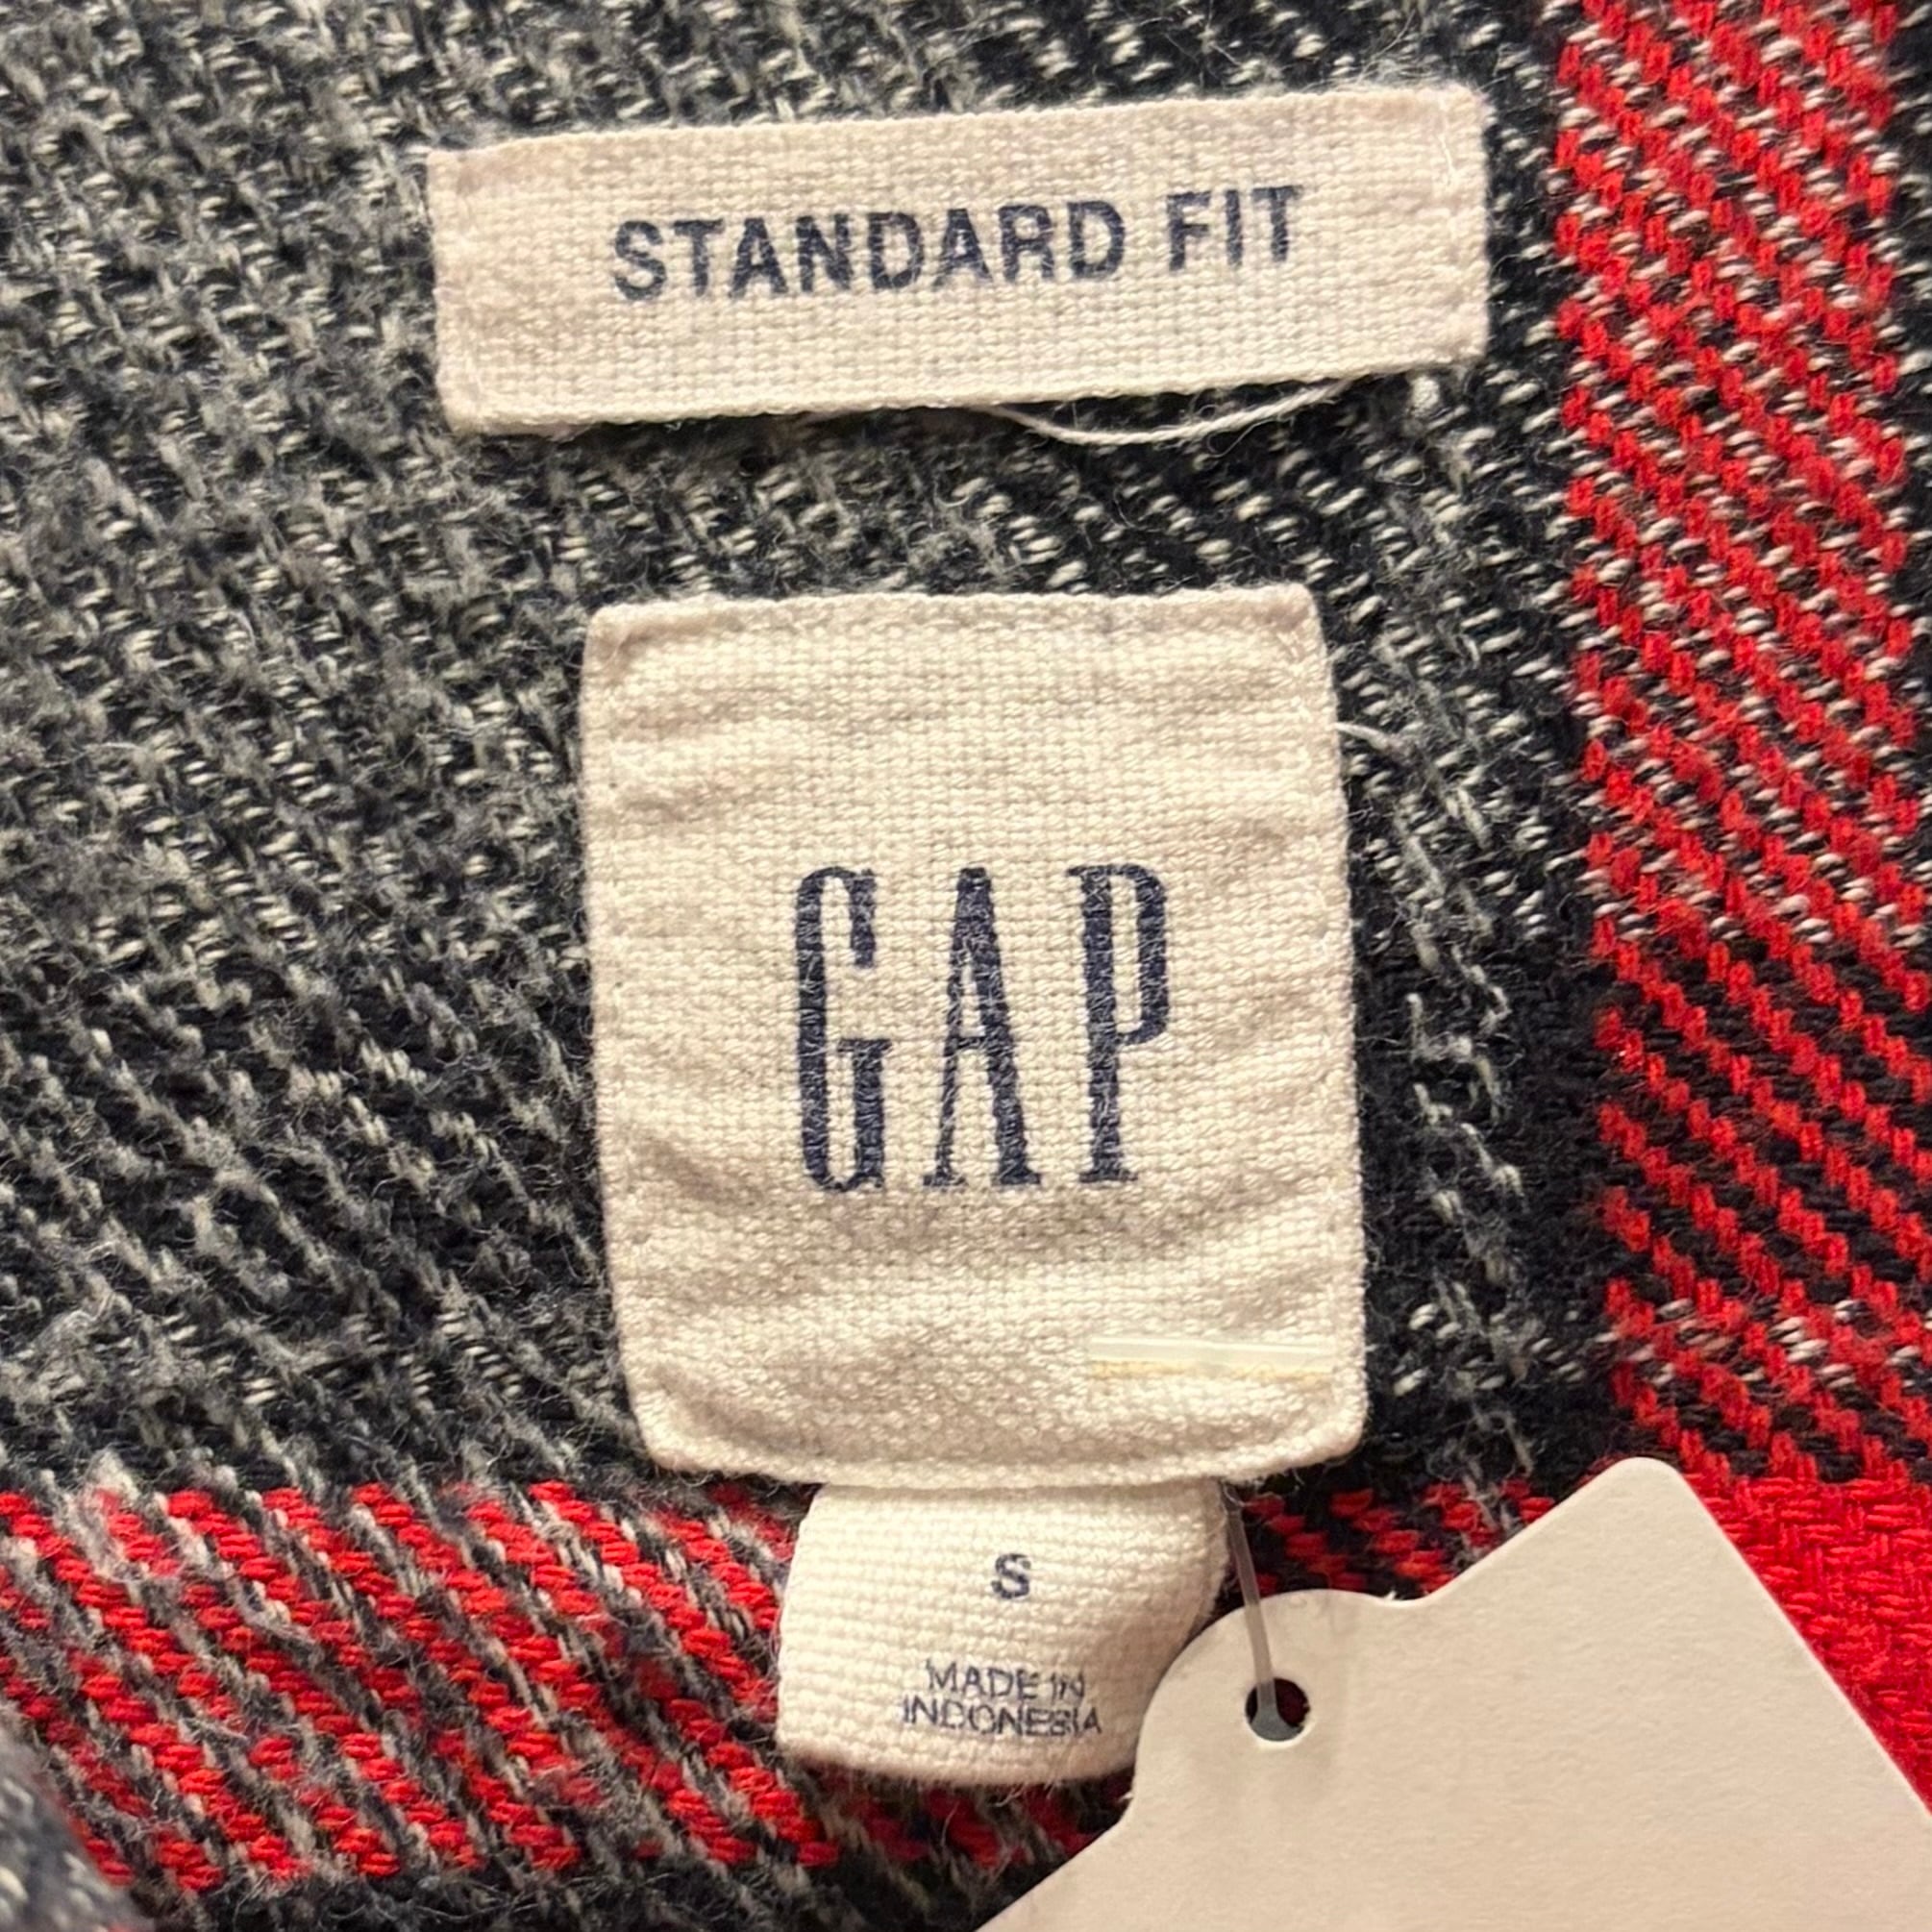 STANDARD FIT
GAP
S
MADE IN
INDONESIA